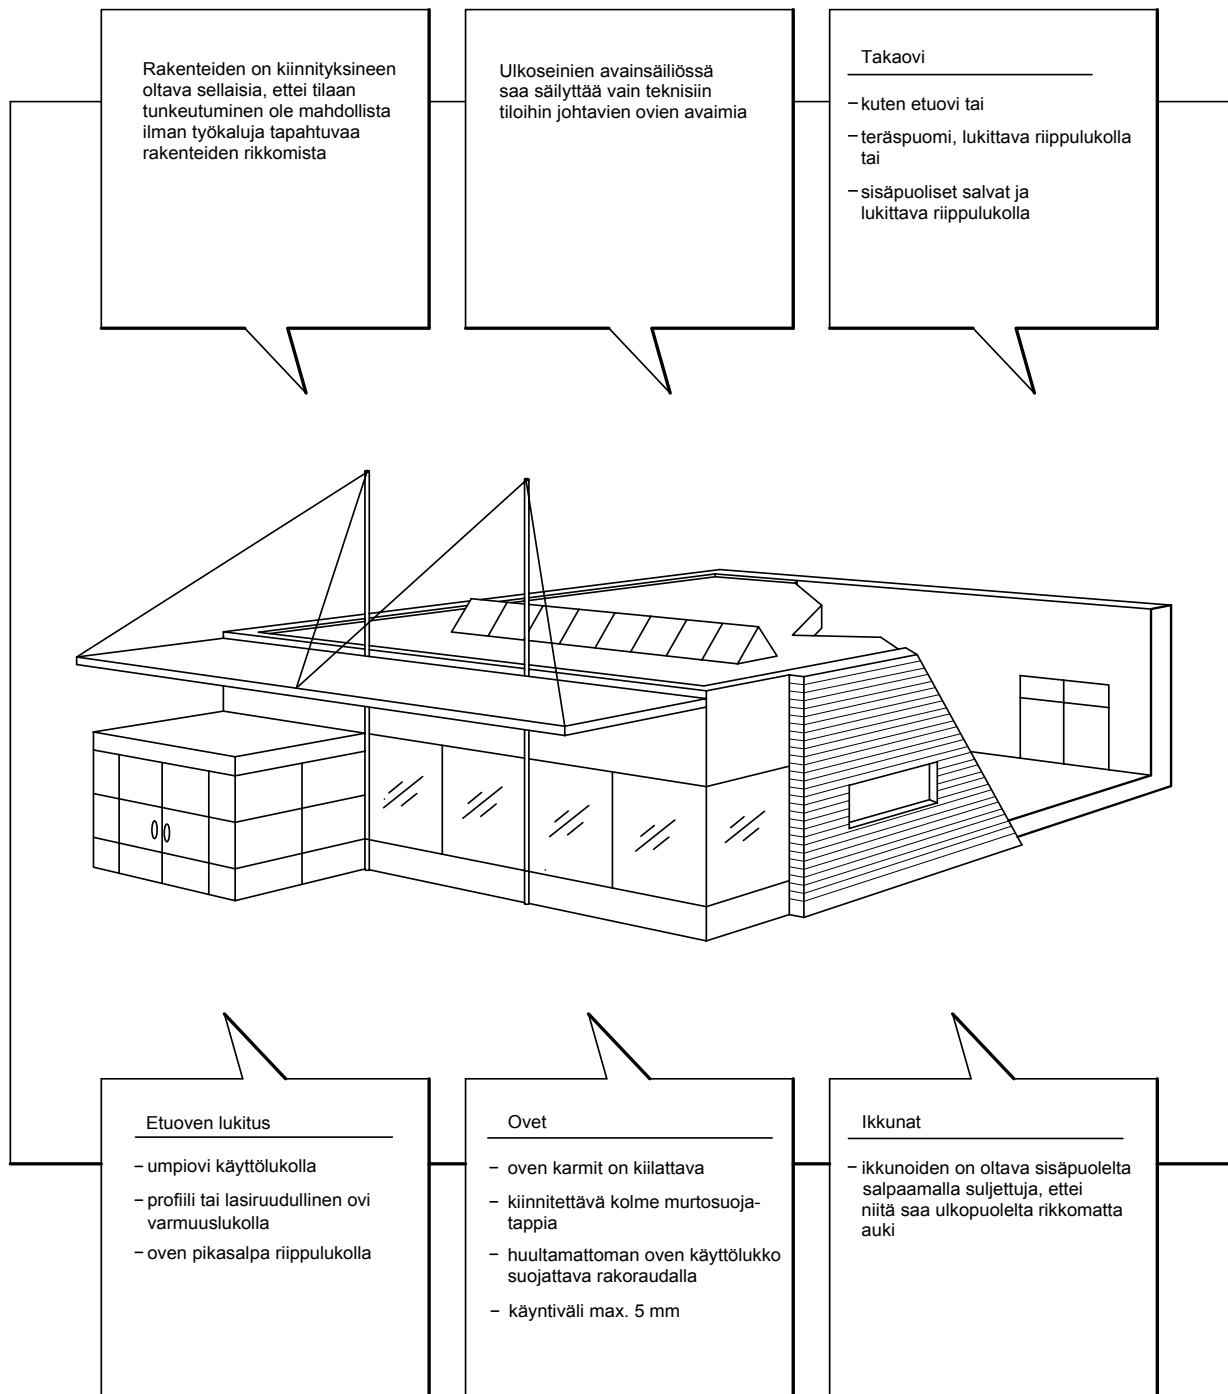 Rakenteiden on kiinnityksineen
oltava sellaisia, ettei tilaan
tunkeutuminen ole mahdollista
ilman työkaluja tapahtuvaa
rakenteiden rikkomista
Ulkoseinien avainsäiliössä
saa säilyttää vain teknisiin
tiloihin johtavien ovien avaimia
Takaovi
– kuten etuovi tai
– teräspuomi, lukittava riippulukolla
tai
– sisäpuoliset salvat ja
lukittava riippulukolla
Etuoven lukitus
– umpiovi käyttölukolla
– profiili tai lasiruudullinen ovi
varmuuslukolla
– oven pikasalpa riippulukolla
Ovet
– oven karmit on kiilattava
– kiinnitettävä kolme murtosuoja-
tappia
– huultamattoman oven käyttölukko
suojattava rakoraudalla
– käyntiväli max. 5 mm
Ikkunat
– ikkunoiden on oltava sisäpuolelta
salpaamalla suljettuja, ettei
niitä saa ulkopuolelta rikkomatta
auki